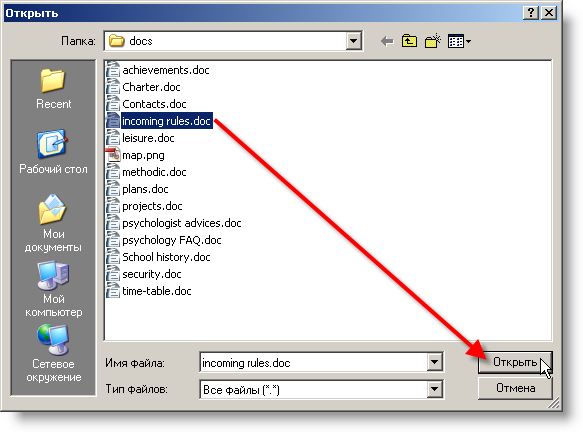 Открыть
Папка:
docs
Recent
Рабочий стол
Мои
документы
Мой
компьютер
Сетевое
окружение
achievements.doc
Charter.doc
Contacts.doc
incoming rules.doc
leisure.doc
map.png
methodic.doc
plans.doc
projects.doc
psychologist advices.doc
psychology FAQ.doc
School history.doc
security.doc
time-table.doc
Имя файла:
incoming rules.doc
Открыть
Тип файлов:
Все файлы (*.*)
Отмена